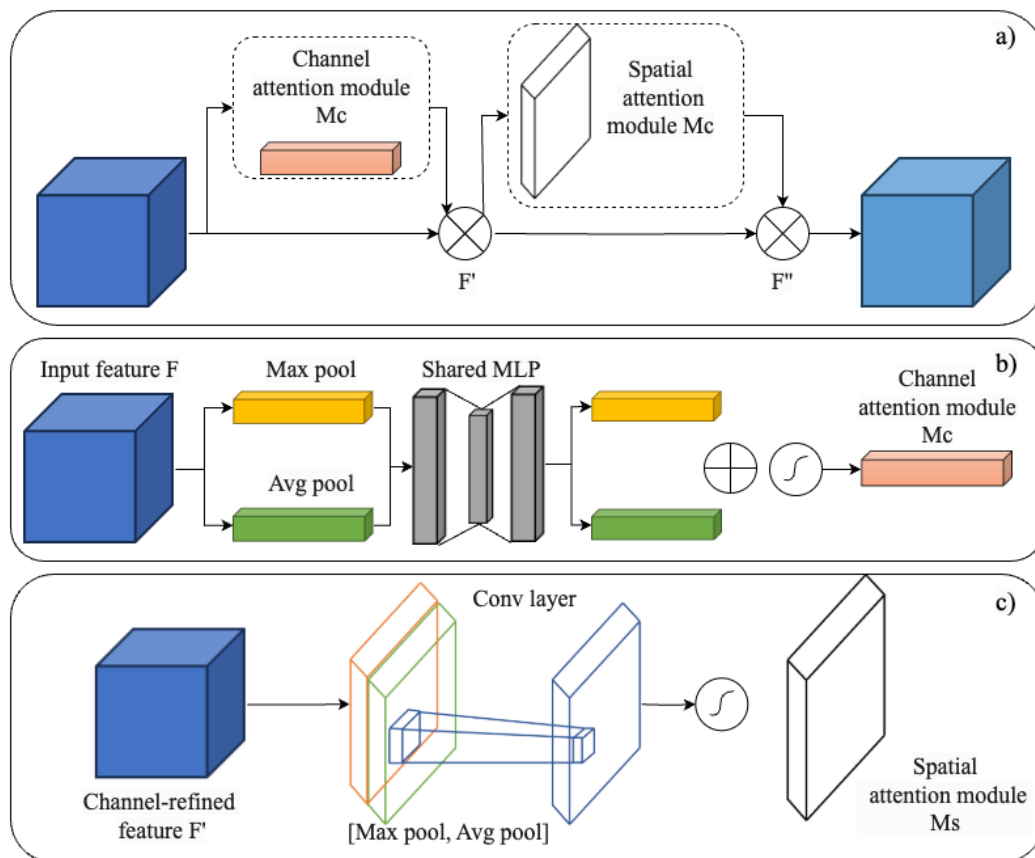 a)
Channel
attention module
Mc
Spatial
attention
module Mc
F'
F"
b)
Input feature F
Max pool
Shared MLP
Channel
attention module
Mc
Avg pool
c)
Conv layer
Channel-refined
feature F'
[Max pool, Avg pool]
Spatial
attention module
Ms